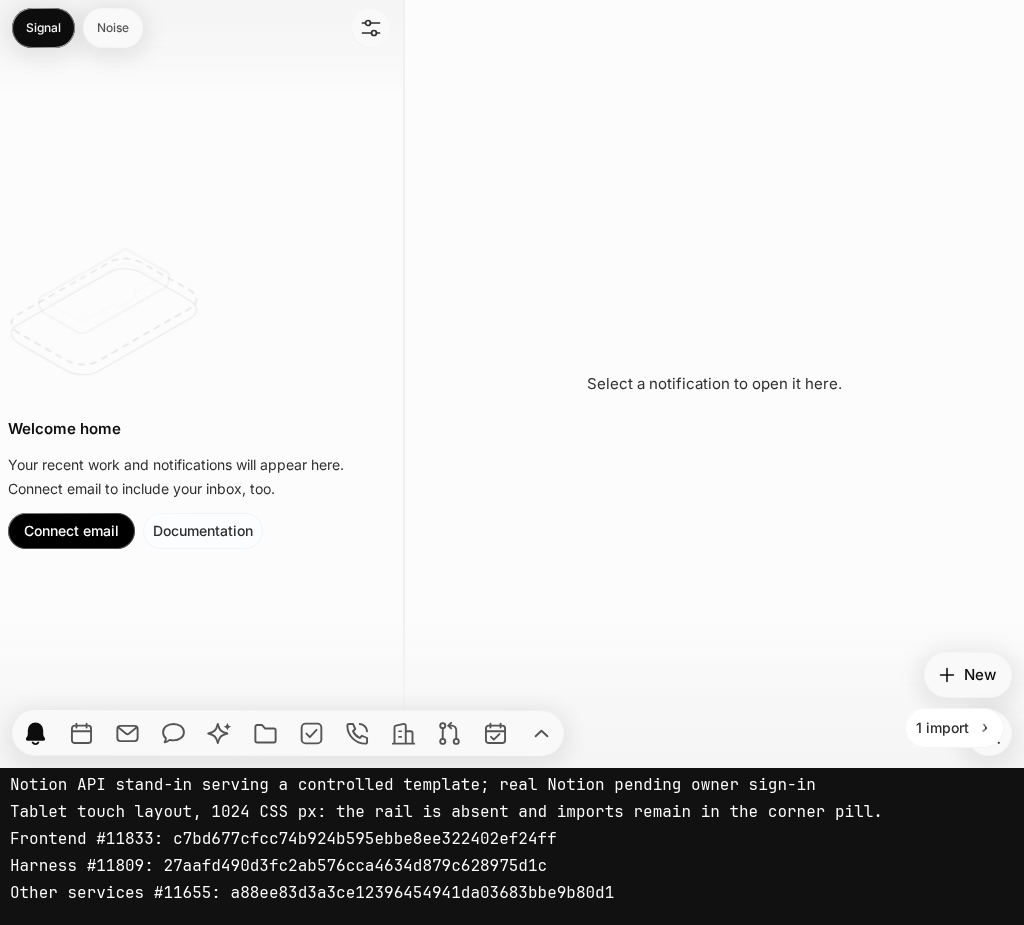 Signal
Noise
Select a notification to open it here.
Welcome home
Your recent work and notifications will appear here.
Connect email to include your inbox, too.
Connect email
Documentation
New
1 import
Notion API stand-in serving a controlled template; real Notion pending owner sign-in
Tablet touch layout, 1024 CSS px: the rail is absent and imports remain in the corner pill.
Frontend #11833: c7bd677cfcc74b924b595ebbe8ee322402ef24ff
Harness #11809: 27aafd490d3fc2ab576cca4634d879c628975d1c
Other services #11655: a88ee83d3a3ce12396454941da03683bbe9b80d1